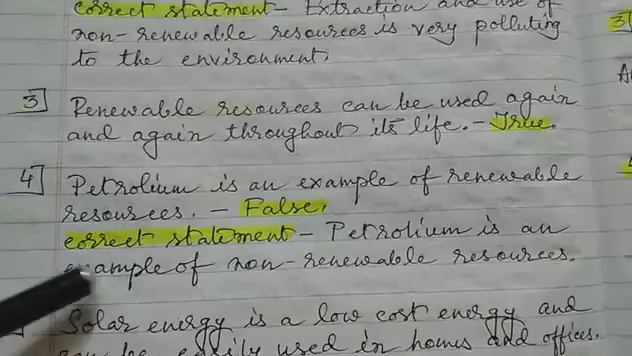 correct statement - Extraction and use of
non-renewable resources is very polluting
to the environment.
3] Renewable resources can be used again
and again throughout its life. - True.
4] Petrolium is an example of renewable
resources. - False.
correct statement - Petrolium is an
example of non-renewable resources.
Solar energy is a low cost energy and
can be easily used in homes and offices.
3